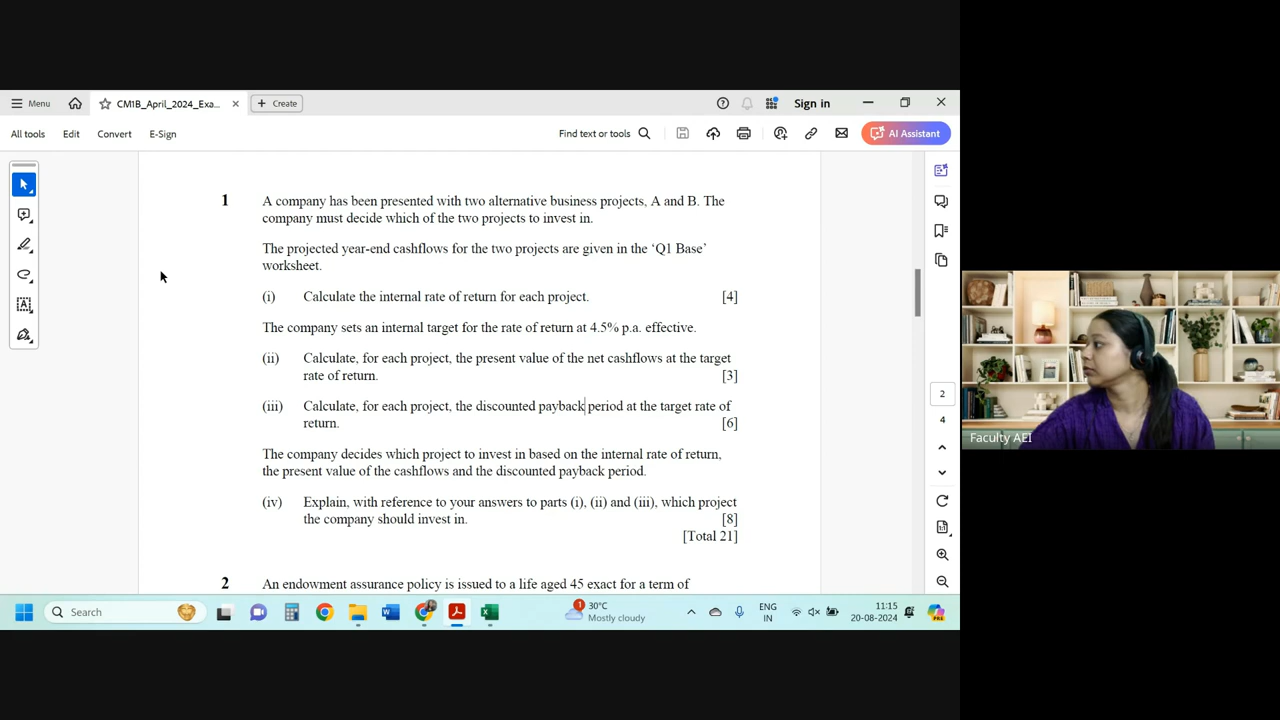 Menu
CM1B_April_2024_Exa...
Create
Sign in
All tools
Edit
Convert
E-Sign
Find text or tools
AI Assistant
1 A company has been presented with two alternative business projects, A and B. The
company must decide which of the two projects to invest in.
The projected year-end cashflows for the two projects are given in the ‘Q1 Base’
worksheet.
(i) Calculate the internal rate of return for each project. [4]
The company sets an internal target for the rate of return at 4.5% p.a. effective.
(ii) Calculate, for each project, the present value of the net cashflows at the target
rate of return. [3]
(iii) Calculate, for each project, the discounted payback period at the target rate of
return. [6]
The company decides which project to invest in based on the internal rate of return,
the present value of the cashflows and the discounted payback period.
(iv) Explain, with reference to your answers to parts (i), (ii) and (iii), which project
the company should invest in. [8]
[Total 21]
2 An endowment assurance policy is issued to a life aged 45 exact for a term of
2
4
Faculty AEI
Search
1
30°C
Mostly cloudy
ENG
IN
11:15
20-08-2024